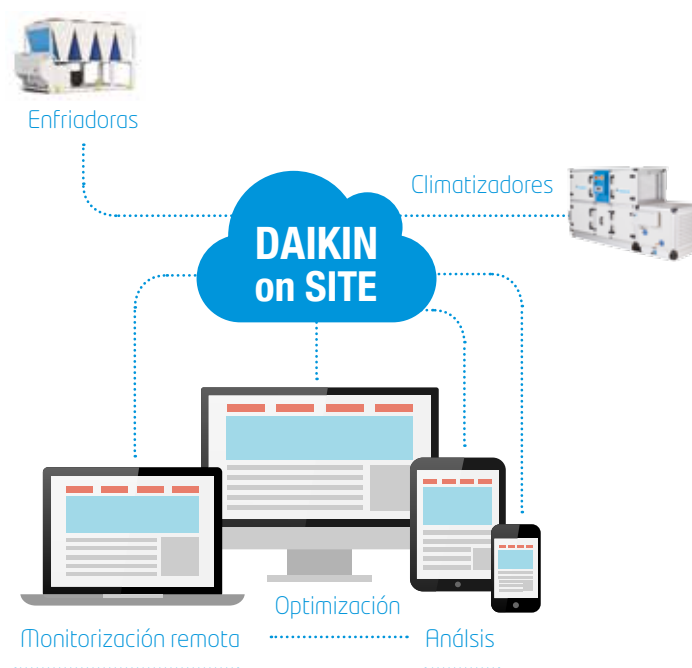 Enfriadoras
Climatizadores
DAIKIN
on SITE
Optimización
Monitorización remota
Análsis